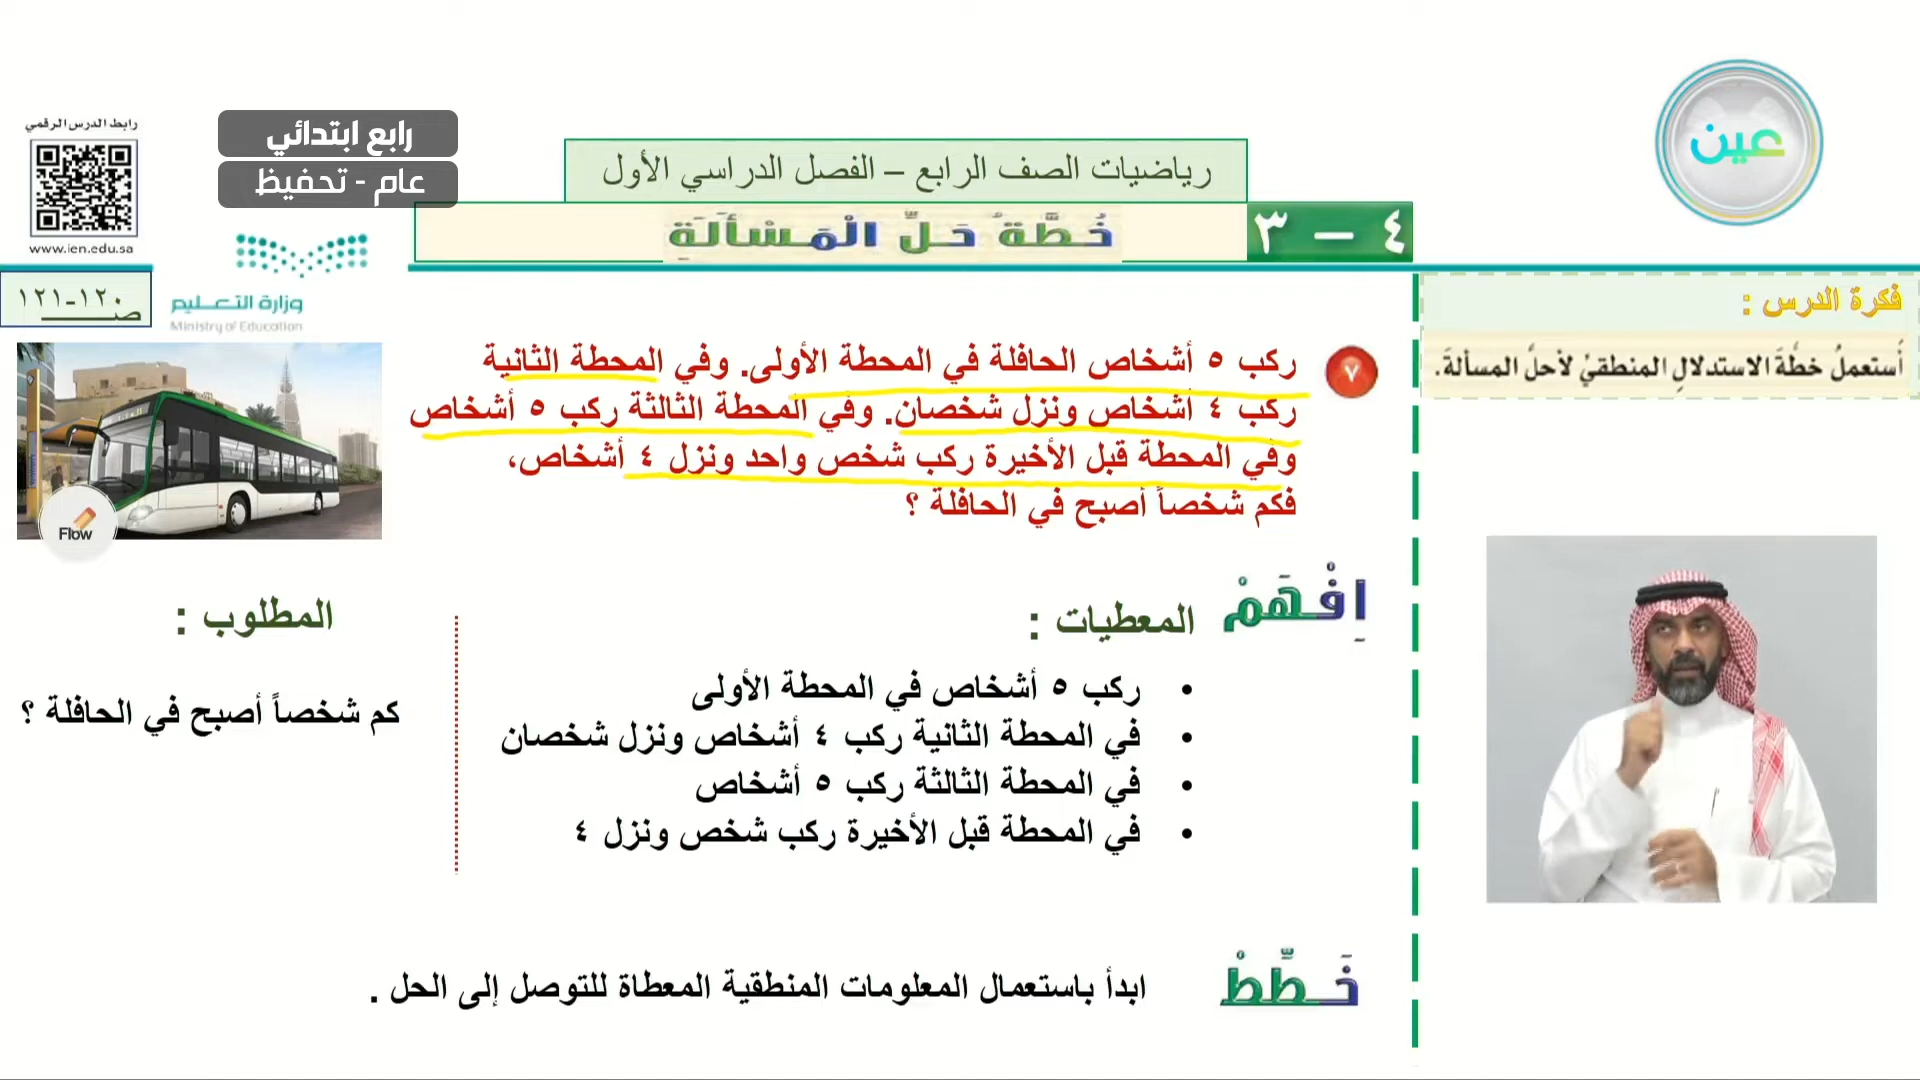 عين
رابط الدرس الرقمي
www.ien.edu.sa
رابع ابتدائي
عام - تحفيظ
وزارة التعليم
Ministry of Education
رياضيات الصف الرابع – الفصل الدراسي الأول
٤ – ٣
خُطَّةُ حَلِّ الْمَسْأَلَةِ
صـ ١٢٠-١٢١
فكرة الدرس :
أستعملُ خطَّةَ الاستدلالِ المنطقيِّ لأحلَّ المسألةَ.
٧
ركب ٥ أشخاص الحافلة في المحطة الأولى. وفي المحطة الثانية
ركب ٤ أشخاص ونزل شخصان. وفي المحطة الثالثة ركب ٥ أشخاص
وفي المحطة قبل الأخيرة ركب شخص واحد ونزل ٤ أشخاص،
فكم شخصاً أصبح في الحافلة ؟
Flow
اِفْهَمْ
المعطيات :
• ركب ٥ أشخاص في المحطة الأولى
• في المحطة الثانية ركب ٤ أشخاص ونزل شخصان
• في المحطة الثالثة ركب ٥ أشخاص
• في المحطة قبل الأخيرة ركب شخص ونزل ٤
المطلوب :
كم شخصاً أصبح في الحافلة ؟
خَطِّطْ
ابدأ باستعمال المعلومات المنطقية المعطاة للتوصل إلى الحل .